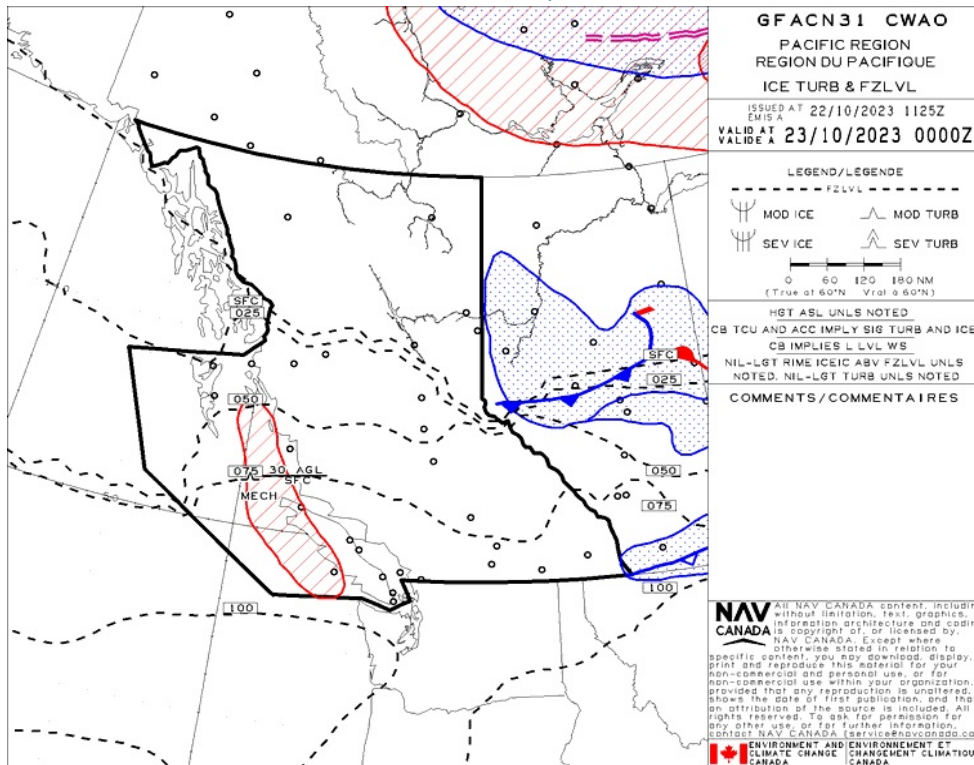 GFACN31 CWAO
PACIFIC REGION
REGION DU PACIFIQUE
ICE TURB & FZLVL
ISSUED AT
EMIS A
22/10/2023 1125Z
VALID AT
VALIDE A
23/10/2023 0000Z
LEGEND/LEGENDE
FZLVL
MOD ICE
MOD TURB
SEV ICE
SEV TURB
0 60 120 180 NM
(True at 60°N Vrai a 60°N)
HGT ASL UNLS NOTED
CB TCU AND ACC IMPLY SIG TURB AND ICE
CB IMPLIES L LVL WS
NIL-LGT RIME ICEIC ABV FZLVL UNLS
NOTED. NIL-LGT TURB UNLS NOTED
COMMENTS/COMMENTAIRES
SFC
025
SFC
025
050
075
30 AGL
SFC
MECH
050
075
100
100
NAV
CANADA
All NAV CANADA content, includin
without limitation, text, graphics,
information architecture and codin
is copyright of, or licensed by,
NAV CANADA. Except where
otherwise stated in relation to
specific content, you may download, display,
print and reproduce this material for your
non-commercial and personal use, or for
non-commercial use within your organization,
provided that any reproduction is unaltered,
shows the date of first publication, and tha
an attribution of the source is included. All
rights reserved. To ask for permission for
any other use, or for further information,
contact NAV CANADA (service@navcanada.ca
ENVIRONMENT AND
CLIMATE CHANGE
CANADA
ENVIRONNEMENT ET
CHANGEMENT CLIMATIQU
CANADA